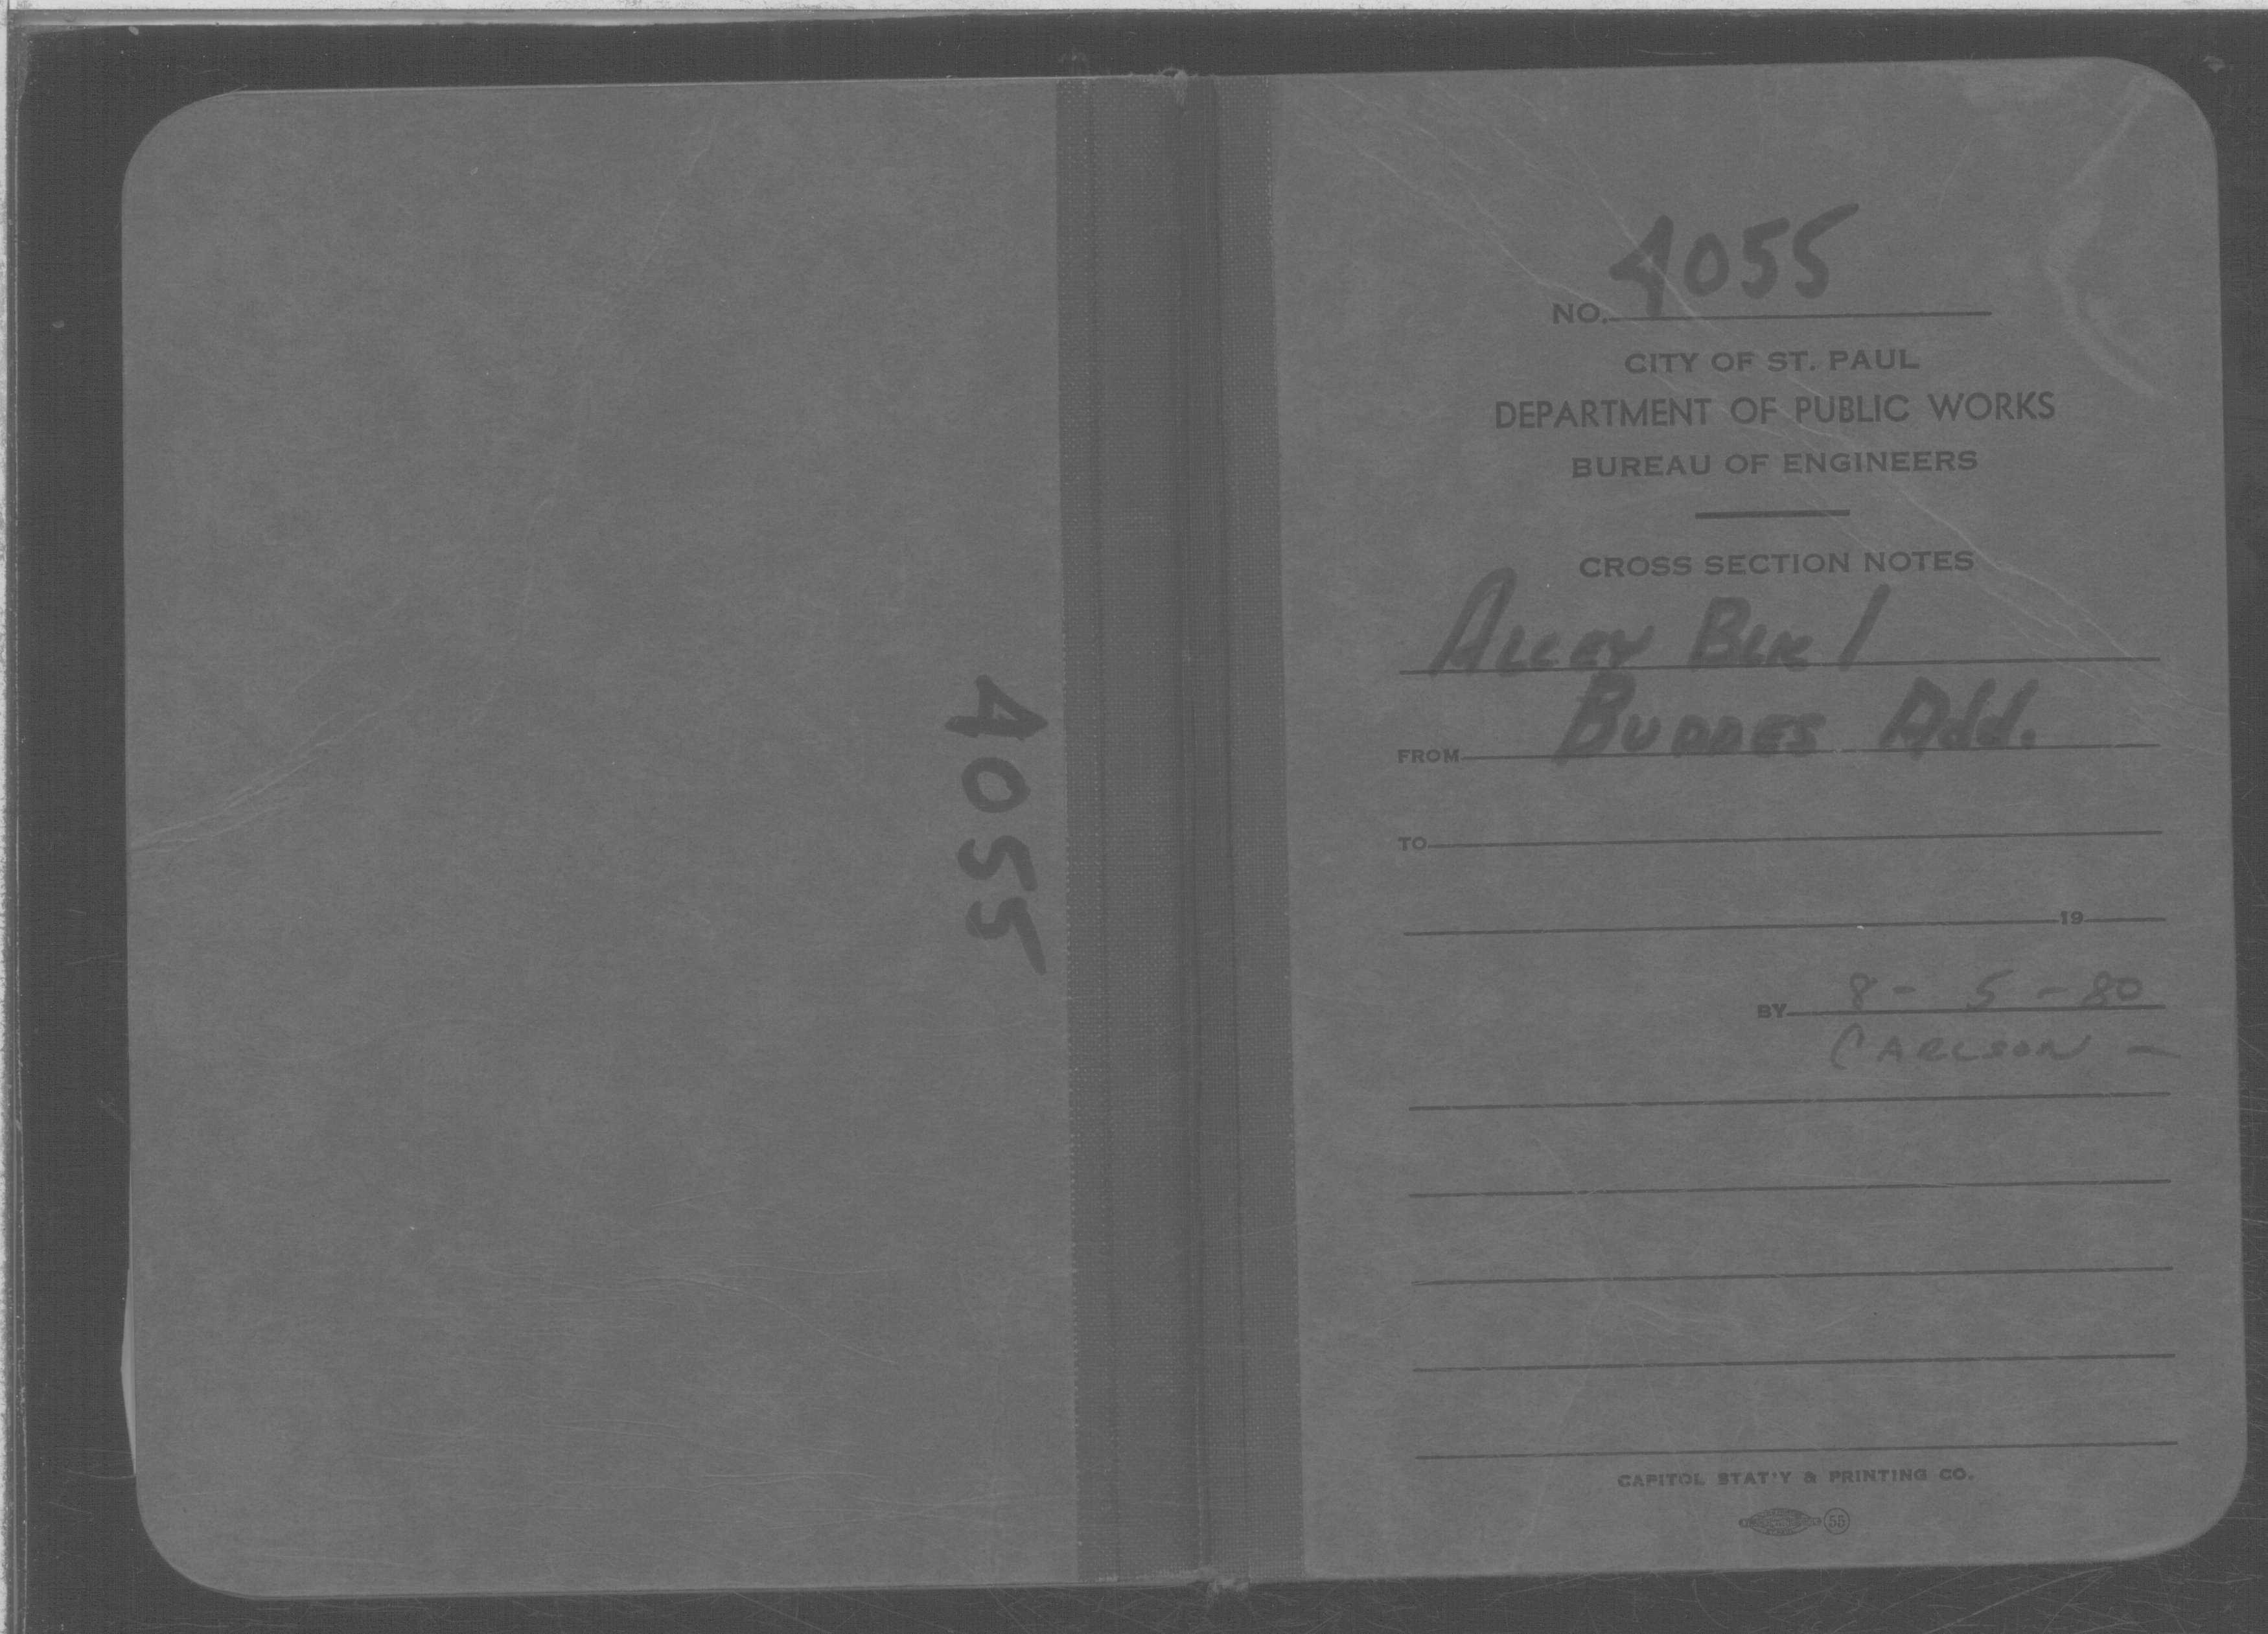 4055
NO. 4055
CITY OF ST. PAUL
DEPARTMENT OF PUBLIC WORKS
BUREAU OF ENGINEERS
CROSS SECTION NOTES
ALLEY BLK 1
FROM BUDDES Add.
TO
19
BY 8 - 5 - 80
CARLSON -
CAPITOL STAT'Y & PRINTING CO.
55